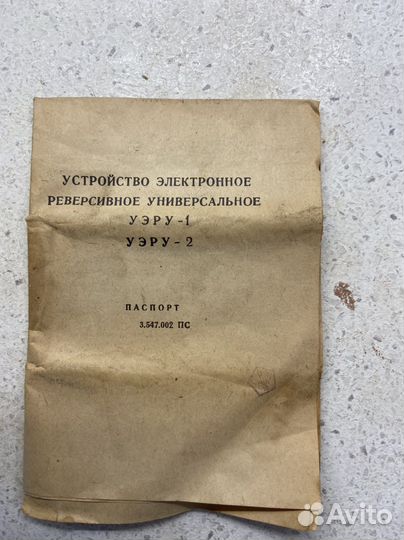 УСТРОЙСТВО ЭЛЕКТРОННОЕ
РЕВЕРСИВНОЕ УНИВЕРСАЛЬНОЕ
УЭРУ-1
УЭРУ-2
ПАСПОРТ
3.547.002 ПС
Avito